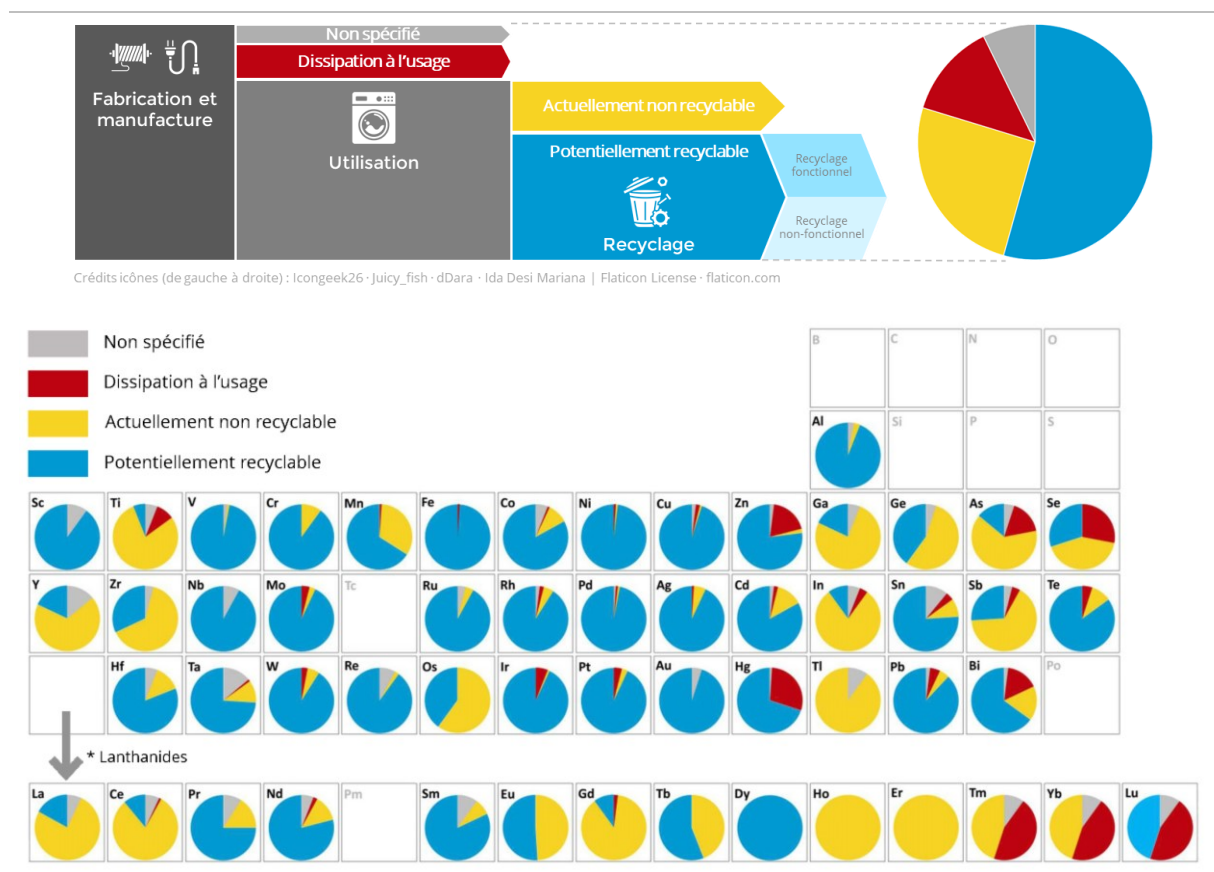 Non spécifié
Dissipation à l'usage
Fabrication et
manufacture
Utilisation
Actuellement non recyclable
Potentiellement recyclable
Recyclage
Recyclage
fonctionnel
Recyclage
non-fonctionnel
Crédits icônes (de gauche à droite) : Icongeek26 · Juicy_fish · dDara · Ida Desi Mariana | Flaticon License · flaticon.com
Non spécifié
Dissipation à l'usage
Actuellement non recyclable
Potentiellement recyclable
B C N O
Al Si P S
Sc Ti V Cr Mn Fe Co Ni Cu Zn Ga Ge As Se
Y Zr Nb Mo Tc Ru Rh Pd Ag Cd In Sn Sb Te
Hf Ta W Re Os Ir Pt Au Hg Tl Pb Bi Po
* Lanthanides
La Ce Pr Nd Pm Sm Eu Gd Tb Dy Ho Er Tm Yb Lu